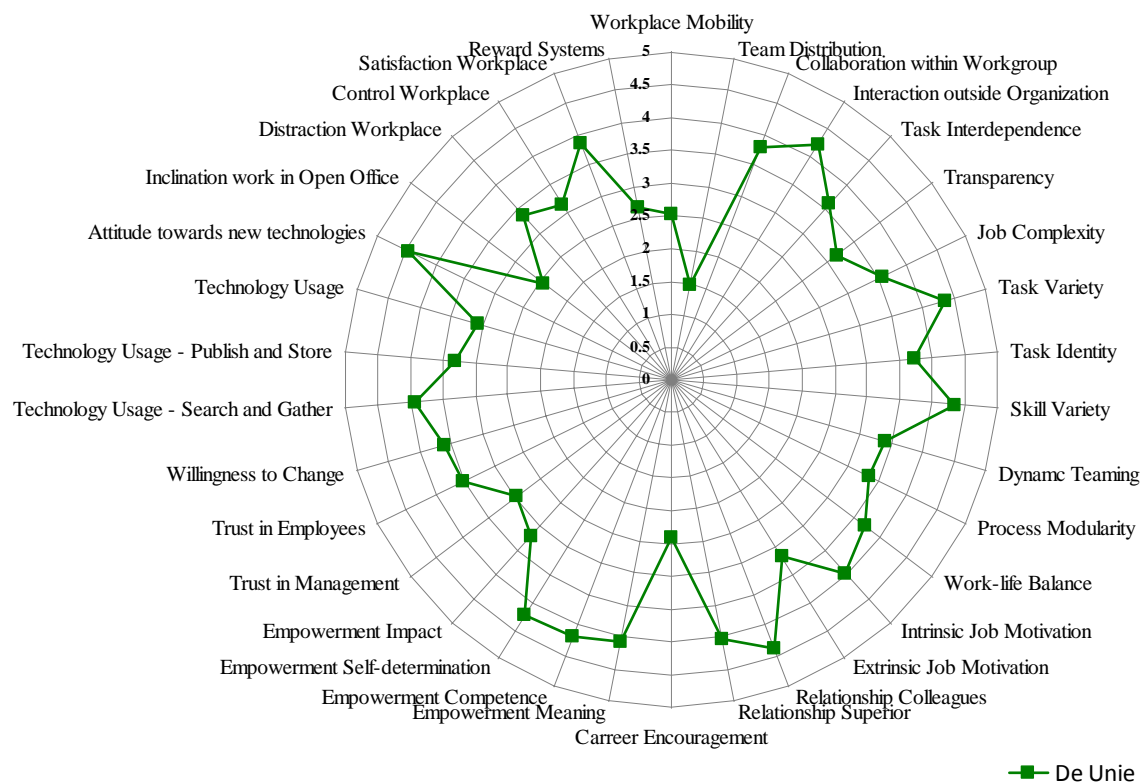 Workplace Mobility
Team Distribution
Collaboration within Workgroup
Interaction outside Organization
Task Interdependence
Transparency
Job Complexity
Task Variety
Task Identity
Skill Variety
Dynamc Teaming
Process Modularity
Work-life Balance
Intrinsic Job Motivation
Extrinsic Job Motivation
Relationship Colleagues
Relationship Superior
Carreer Encouragement
Empowerment Meaning
Empowerment Competence
Empowerment Self-determination
Empowerment Impact
Trust in Management
Trust in Employees
Willingness to Change
Technology Usage - Search and Gather
Technology Usage - Publish and Store
Technology Usage
Attitude towards new technologies
Inclination work in Open Office
Distraction Workplace
Control Workplace
Satisfaction Workplace
Reward Systems
5
4.5
4
3.5
3
2.5
2
1.5
1
0.5
0
De Unie